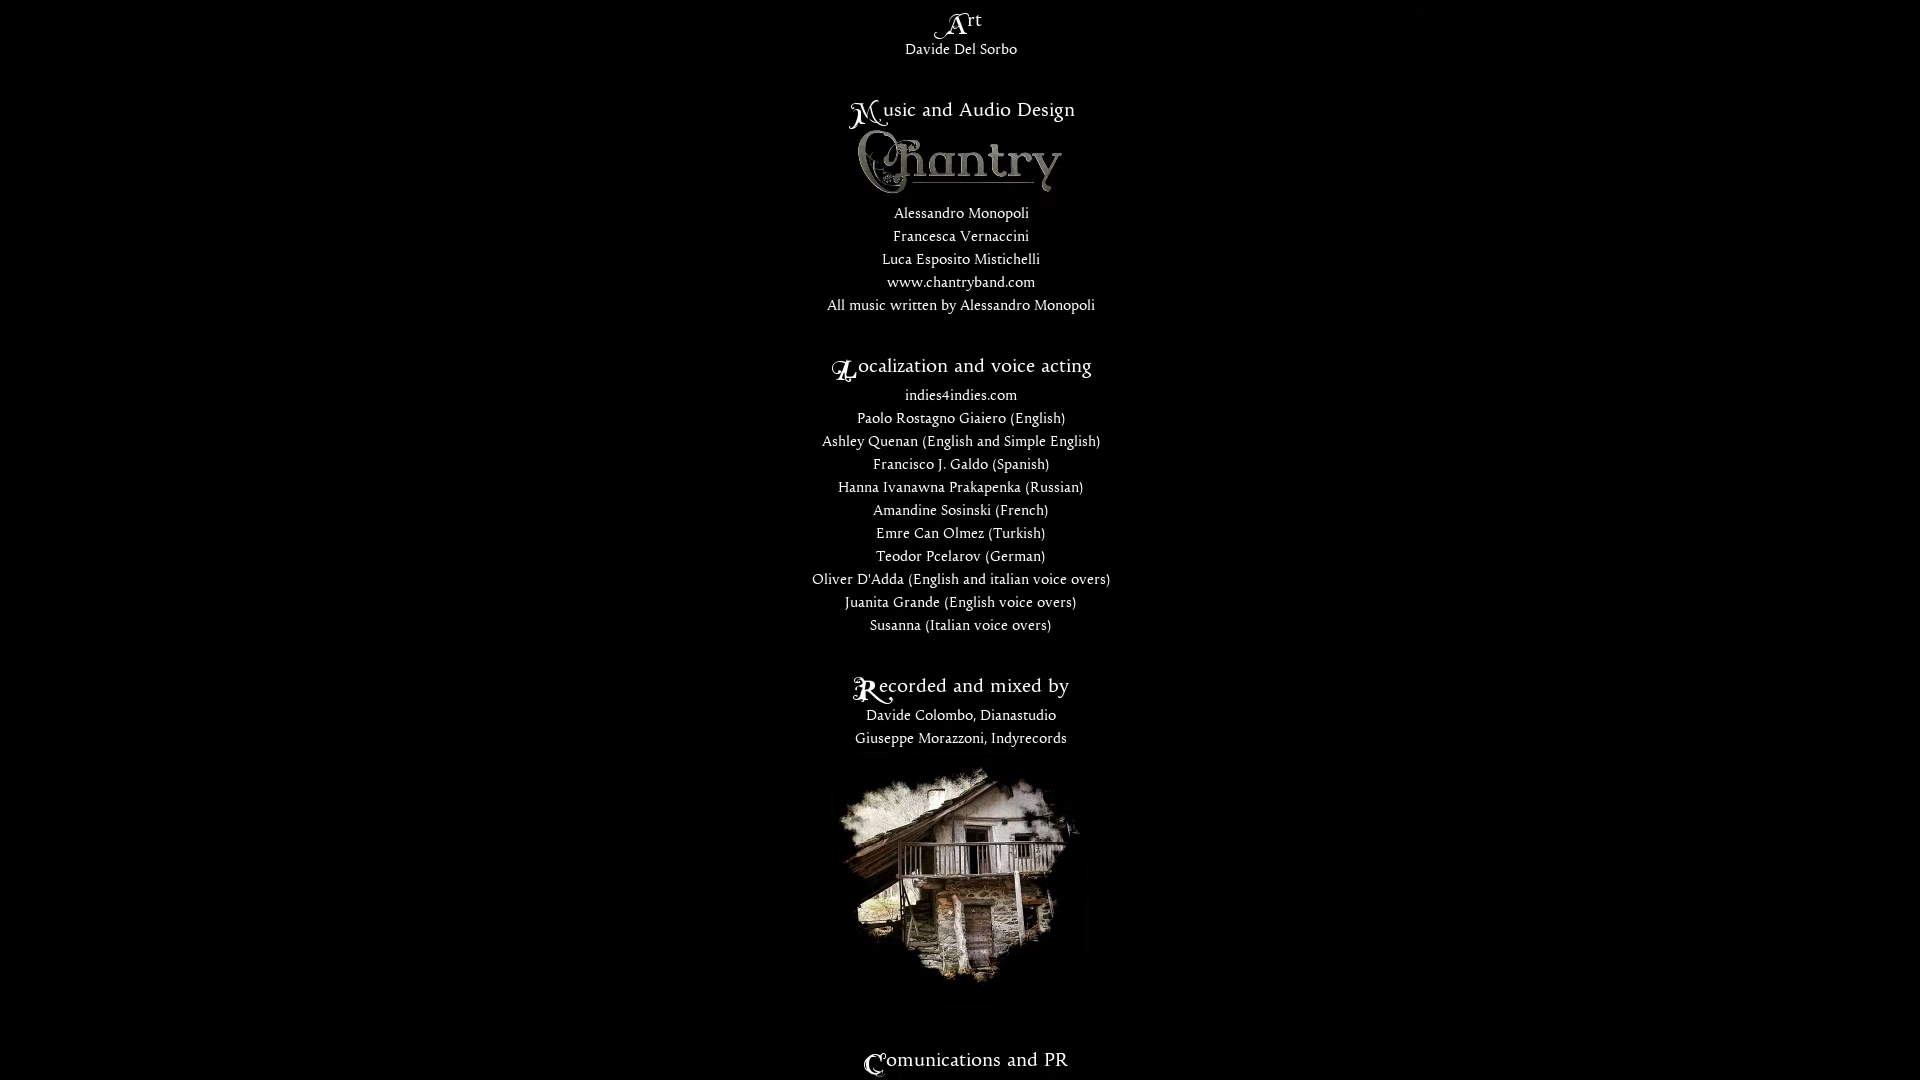 Art
Davide Del Sorbo
Music and Audio Design
Chantry
Alessandro Monopoli
Francesca Vernaccini
Luca Esposito Mistichelli
www.chantryband.com
All music written by Alessandro Monopoli
Localization and voice acting
indies4indies.com
Paolo Rostagno Giaiero (English)
Ashley Quenan (English and Simple English)
Francisco J. Galdo (Spanish)
Hanna Ivanawna Prakapenka (Russian)
Amandine Sosinski (French)
Emre Can Olmez (Turkish)
Teodor Pcelarov (German)
Oliver D'Adda (English and italian voice overs)
Juanita Grande (English voice overs)
Susanna (Italian voice overs)
Recorded and mixed by
Davide Colombo, Dianastudio
Giuseppe Morazzoni, Indyrecords
Comunications and PR